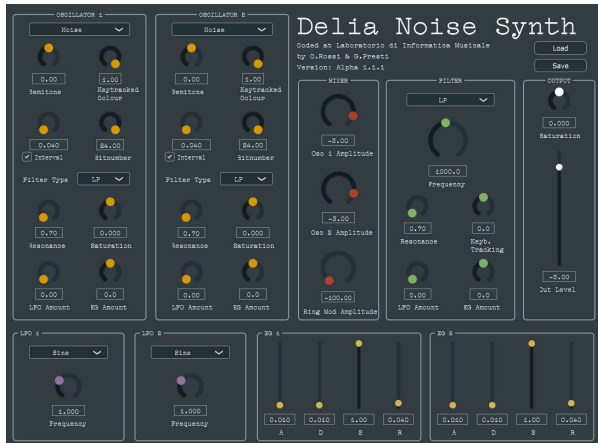 OSCILLATOR 1
Noise
0.00
1.00
Semitone
Keytracked
Colour
0.040
24.00
Interval
Bitnumber
Filter Type
LP
0.70
0.000
Resonance
Saturation
0.00
0.0
LFO Amount
EG Amount
OSCILLATOR 2
Noise
0.00
1.00
Semitone
Keytracked
Colour
0.040
24.00
Interval
Bitnumber
Filter Type
LP
0.70
0.000
Resonance
Saturation
0.00
0.0
LFO Amount
EG Amount
Delia Noise Synth
Coded at Laboratorio di Informatica Musicale
by C.Rossi & G.Presti
Version: Alpha 1.1.1
Load
Save
MIXER
-3.00
Osc 1 Amplitude
-3.00
Osc 2 Amplitude
-100.00
Ring Mod Amplitude
FILTER
LP
1000.0
Frequency
0.70
0.0
Resonance
Keyb.
Tracking
0.00
0.0
LFO Amount
EG Amount
OUTPUT
0.000
Saturation
-3.00
Out Level
LFO 1
Sine
1.000
Frequency
LFO 2
Sine
1.000
Frequency
EG 1
0.010
0.010
1.00
0.040
A
D
S
R
EG 2
0.010
0.010
1.00
0.040
A
D
S
R